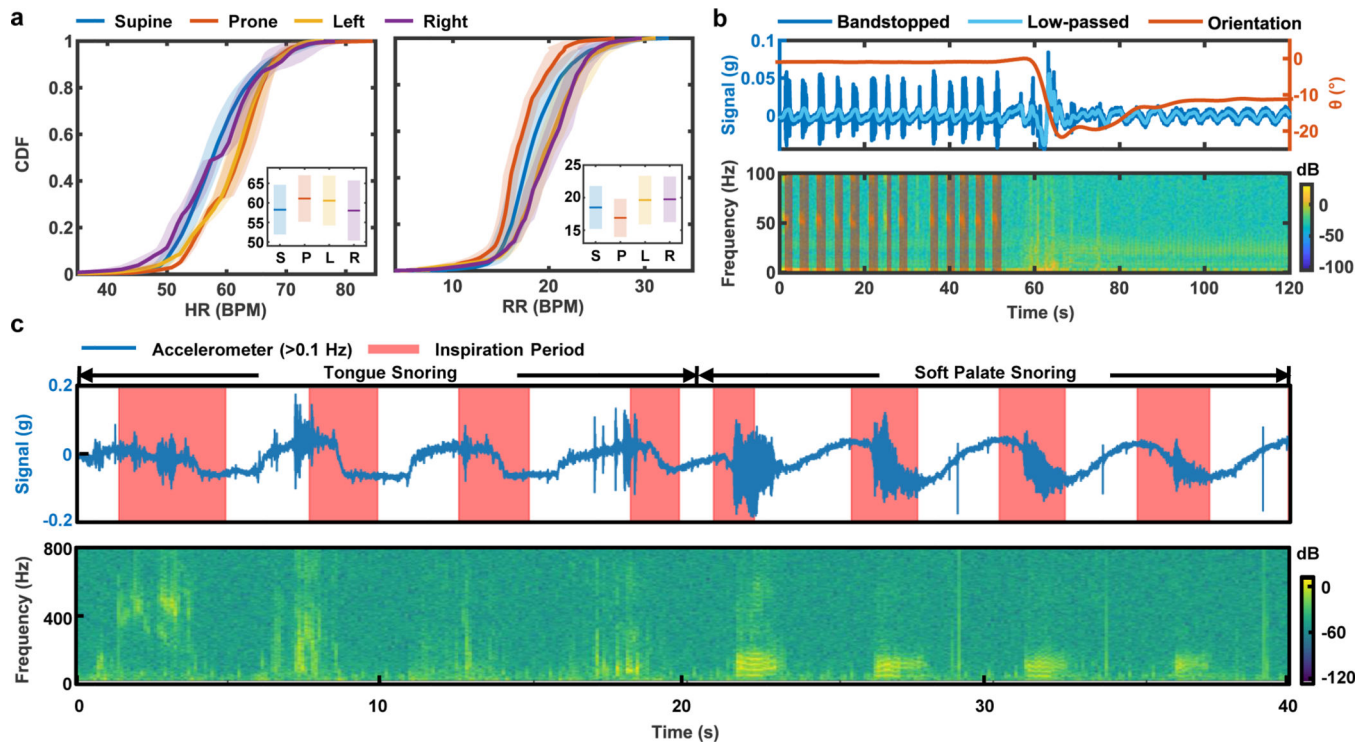 a
Supine Prone Left Right
1
0.8
0.6
0.4
0.2
0
CDF
65
60
55
50
S P L R
40 50 60 70 80
HR (BPM)
25
20
15
S P L R
10 20 30
RR (BPM)
b
Bandstopped Low-passed Orientation
0.1
0.05
0
Signal (g)
0
-10
-20
θ (°)
100
50
0
Frequency (Hz)
dB
0
-50
-100
0 20 40 60 80 100 120
Time (s)
c
Accelerometer (>0.1 Hz) Inspiration Period
Tongue Snoring Soft Palate Snoring
0.2
0
-0.2
Signal (g)
800
400
0
Frequency (Hz)
dB
0
-60
-120
0 10 20 30 40
Time (s)